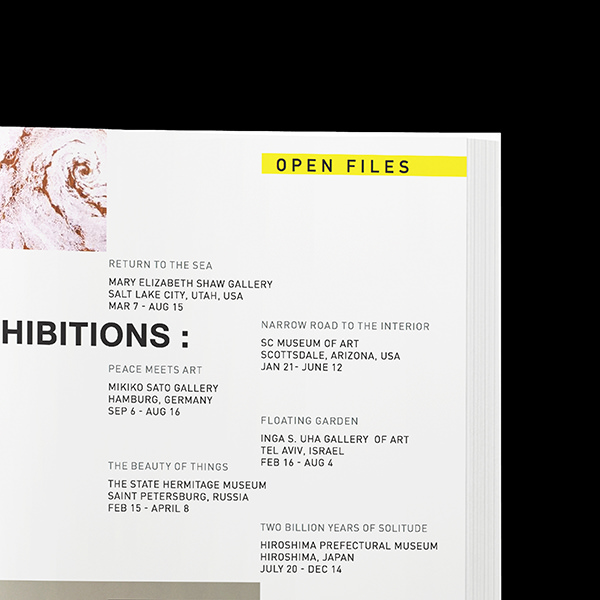 OPEN FILES
RETURN TO THE SEA
MARY ELIZABETH SHAW GALLERY
SALT LAKE CITY, UTAH, USA
MAR 7 - AUG 15
HIBITIONS :
NARROW ROAD TO THE INTERIOR
SC MUSEUM OF ART
SCOTTSDALE, ARIZONA, USA
JAN 21- JUNE 12
PEACE MEETS ART
MIKIKO SATO GALLERY
HAMBURG, GERMANY
SEP 6 - AUG 16
FLOATING GARDEN
INGA S. UHA GALLERY OF ART
TEL AVIV, ISRAEL
FEB 16 - AUG 4
THE BEAUTY OF THINGS
THE STATE HERMITAGE MUSEUM
SAINT PETERSBURG, RUSSIA
FEB 15 - APRIL 8
TWO BILLION YEARS OF SOLITUDE
HIROSHIMA PREFECTURAL MUSEUM
HIROSHIMA, JAPAN
JULY 20 - DEC 14